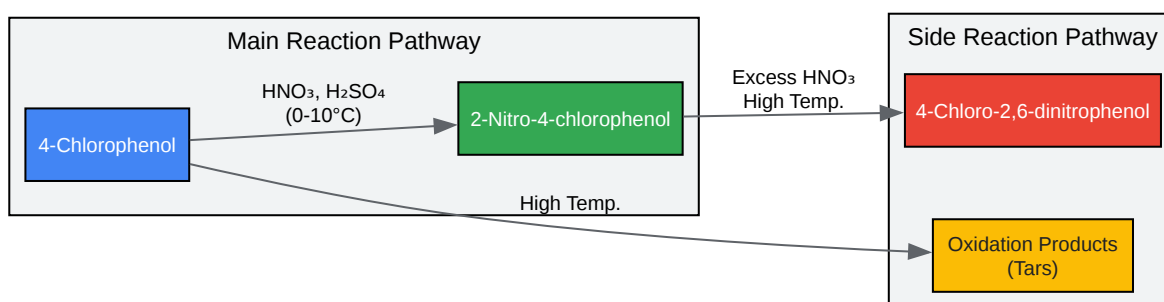 Main Reaction Pathway
Side Reaction Pathway
HNO₃, H₂SO₄
(0-10°C)
Excess HNO₃
High Temp.
4-Chlorophenol
2-Nitro-4-chlorophenol
4-Chloro-2,6-dinitrophenol
High Temp.
Oxidation Products
(Tars)